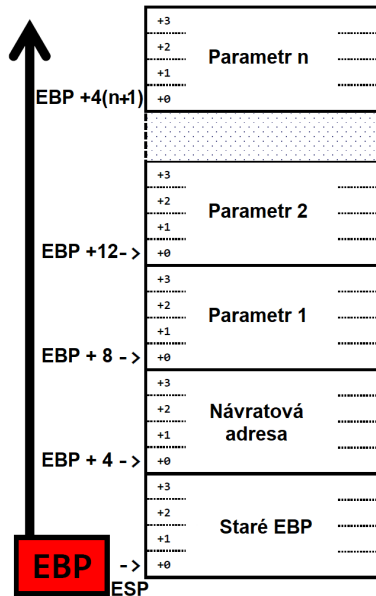 +3
+2
Parametr n
+1
EBP +4(n+1)
+0
+3
+2
Parametr 2
+1
EBP +12->
+0
+3
+2
Parametr 1
+1
EBP + 8 ->
+0
+3
+2
Návratová
adresa
+1
EBP + 4 ->
+0
+3
+2
Staré EBP
+1
EBP
->
+0
ESP